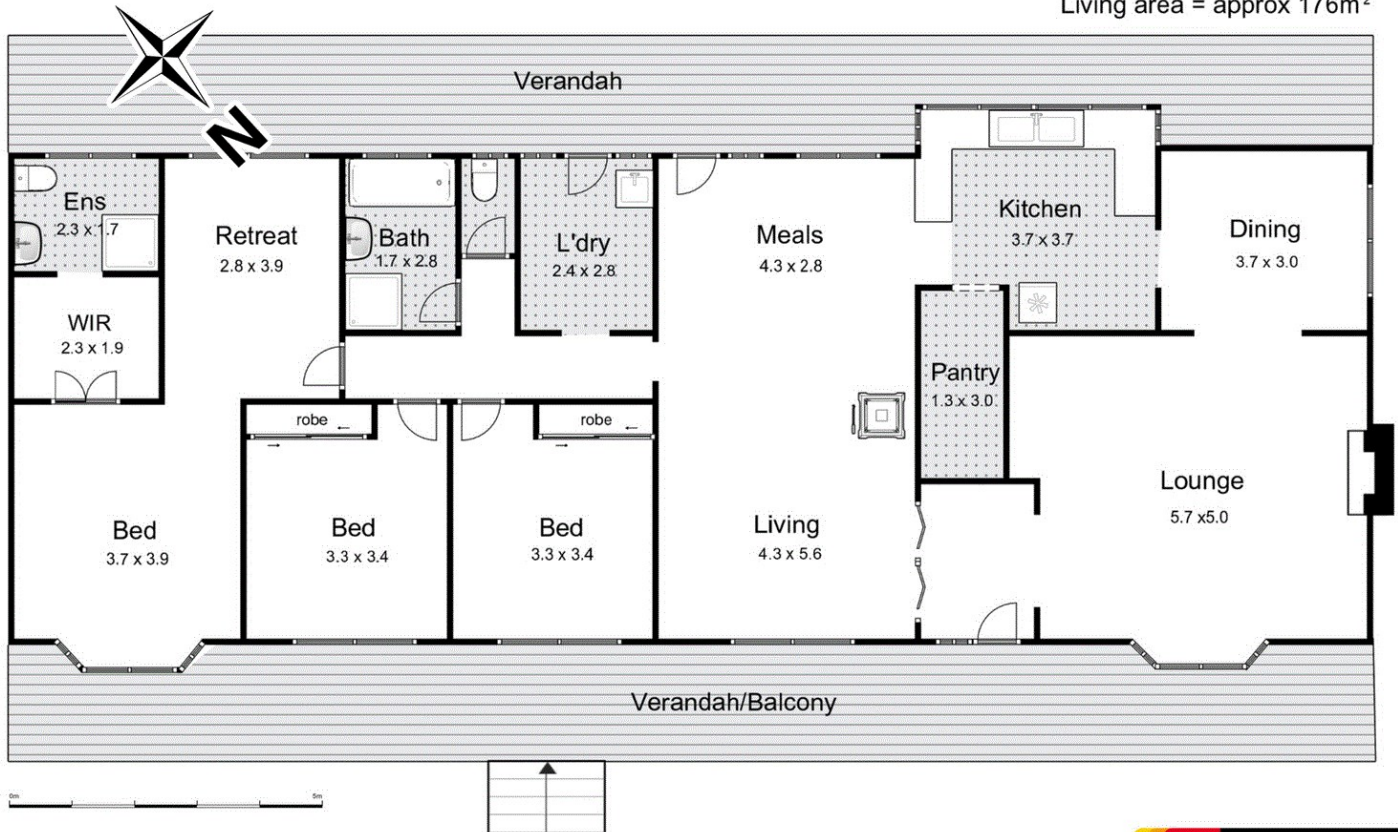 Living area = approx 176m²
Verandah
N
Ens
2.3 x 1.7
Retreat
2.8 x 3.9
Bath
1.7 x 2.8
L'dry
2.4 x 2.8
Meals
4.3 x 2.8
Kitchen
3.7 x 3.7
Dining
3.7 x 3.0
WIR
2.3 x 1.9
Pantry
1.3 x 3.0
robe
robe
Bed
3.7 x 3.9
Bed
3.3 x 3.4
Bed
3.3 x 3.4
Living
4.3 x 5.6
Lounge
5.7 x5.0
Verandah/Balcony
0m
5m